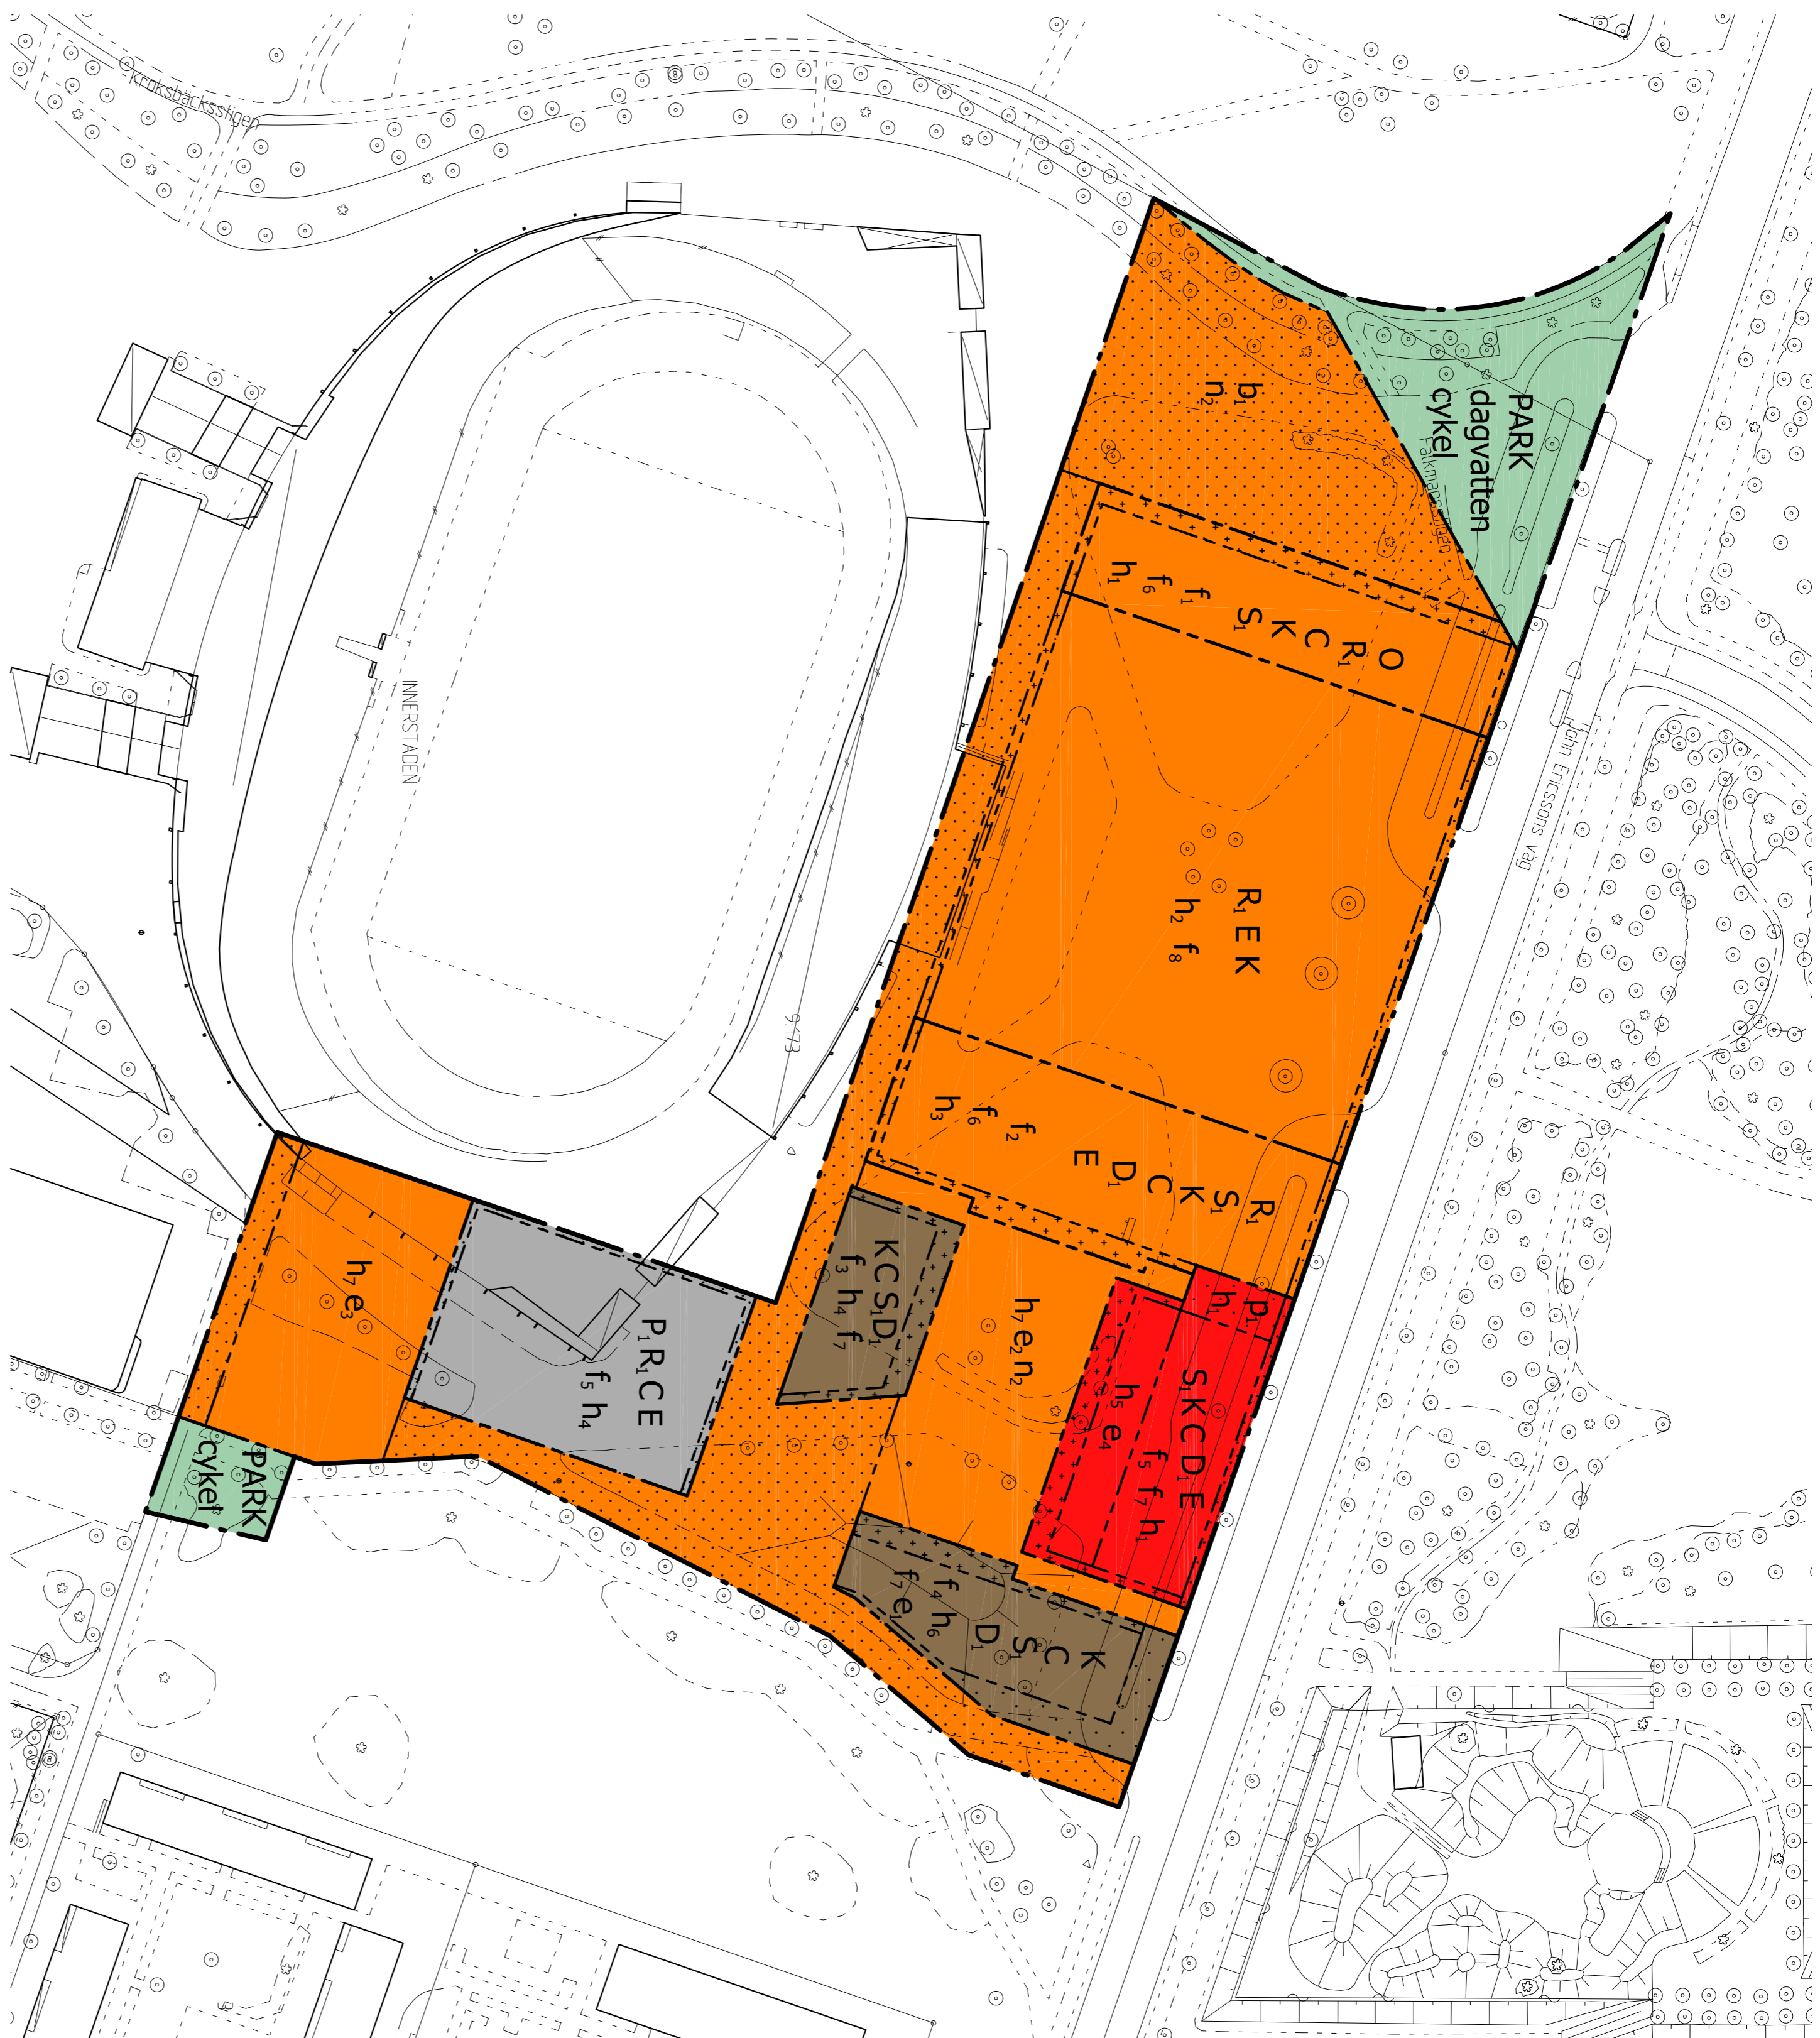 Kroksbäcksstigen
PARK
dagvatten
cykel
Falkmansstigen
b₁
n₂
O
R₁
C
K
S₁
f₁
f₆
h₁
John Ericssons väg
INNERSTADEN
R₁ E K
h₂ f₈
9.473
R₁
S₁
K
C
D₁
E
f₂
f₆
h₃
p₁
h₁
S₁ K C D₁ E
f₅ f₇ h₁
h₅ e₄
h₇ e₂ n₂
K C S₁ D₁
f₃ h₄ f₇
P₁ R₁ C E
f₅ h₄
h₇ e₃
PARK
cykel
K
C
S₁
D₁
f₄ h₆
f₇ e₁